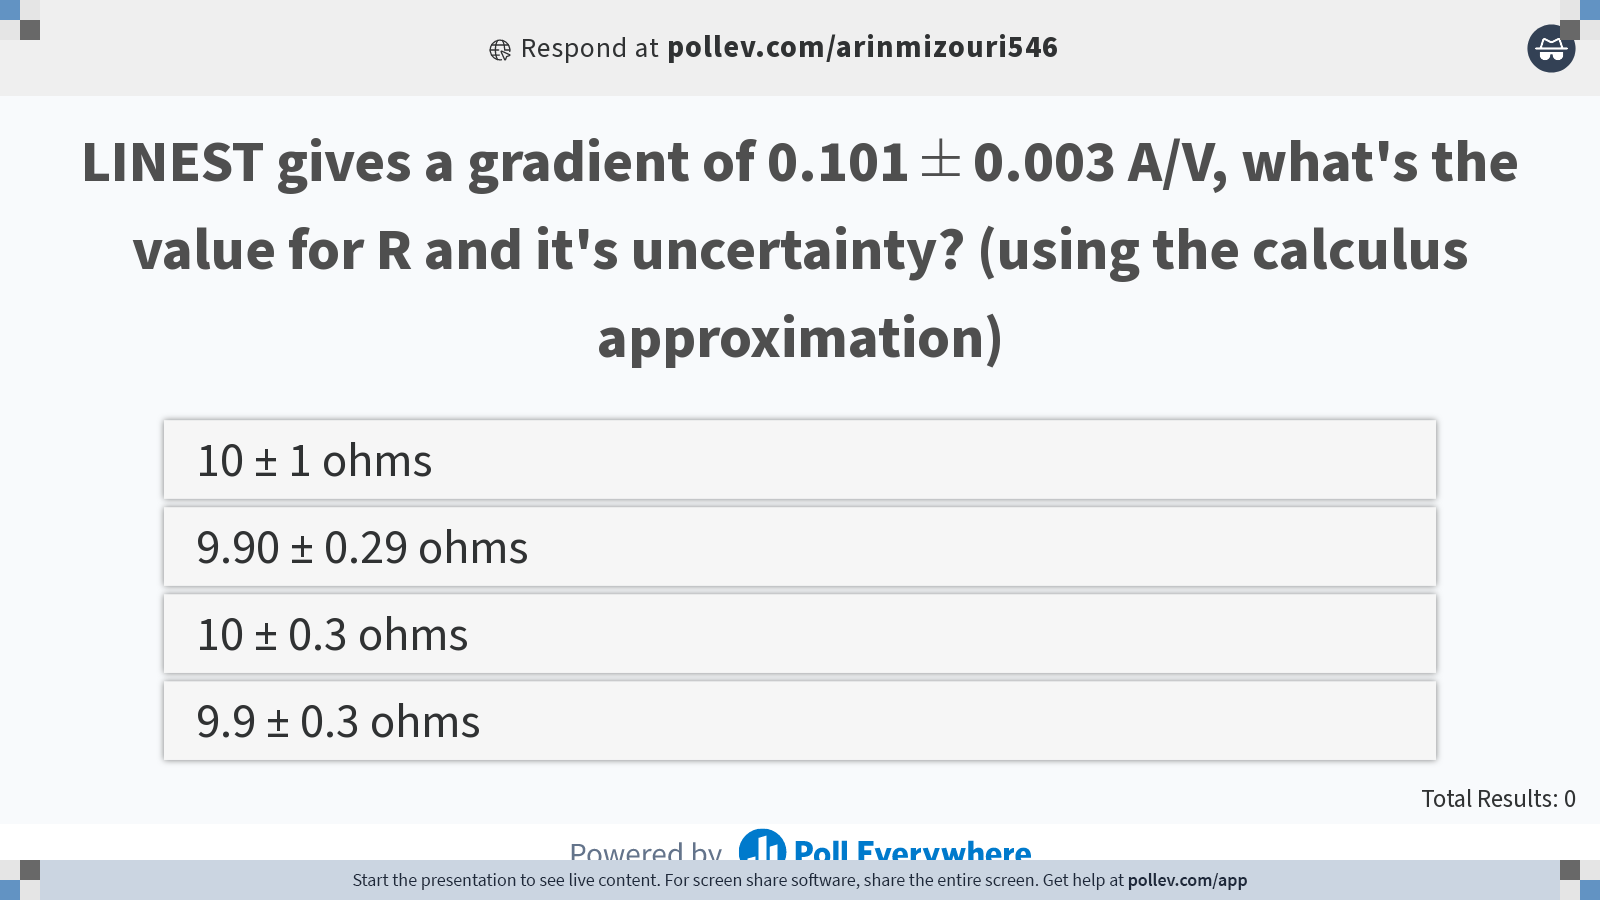 Respond at pollev.com/arinmizouri546
LINEST gives a gradient of 0.101 ± 0.003 A/V, what's the
value for R and it's uncertainty? (using the calculus
approximation)
10 ± 1 ohms
9.90 ± 0.29 ohms
10 ± 0.3 ohms
9.9 ± 0.3 ohms
Total Results: 0
Powered by Poll Everywhere
Start the presentation to see live content. For screen share software, share the entire screen. Get help at pollev.com/app